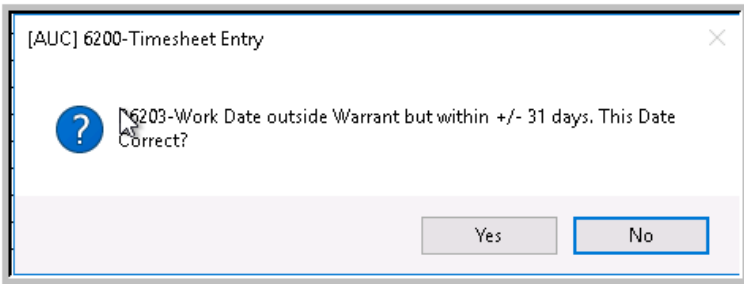 [AUC] 6200-Timesheet Entry
6203-Work Date outside Warrant but within +/- 31 days. This Date
Correct?
Yes
No